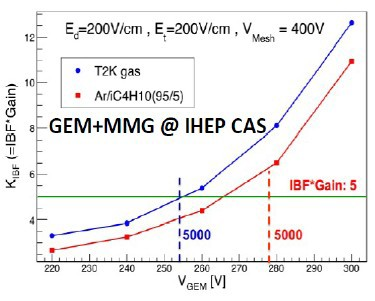 E_d=200V/cm , E_t=200V/cm , V_Mesh = 400V
T2K gas
Ar/iC4H10(95/5)
GEM+MMG @ IHEP CAS
IBF*Gain: 5
5000
5000
K_IBF (=IBF*Gain)
12
10
8
6
4
220 230 240 250 260 270 280 290 300
V_GEM [V]